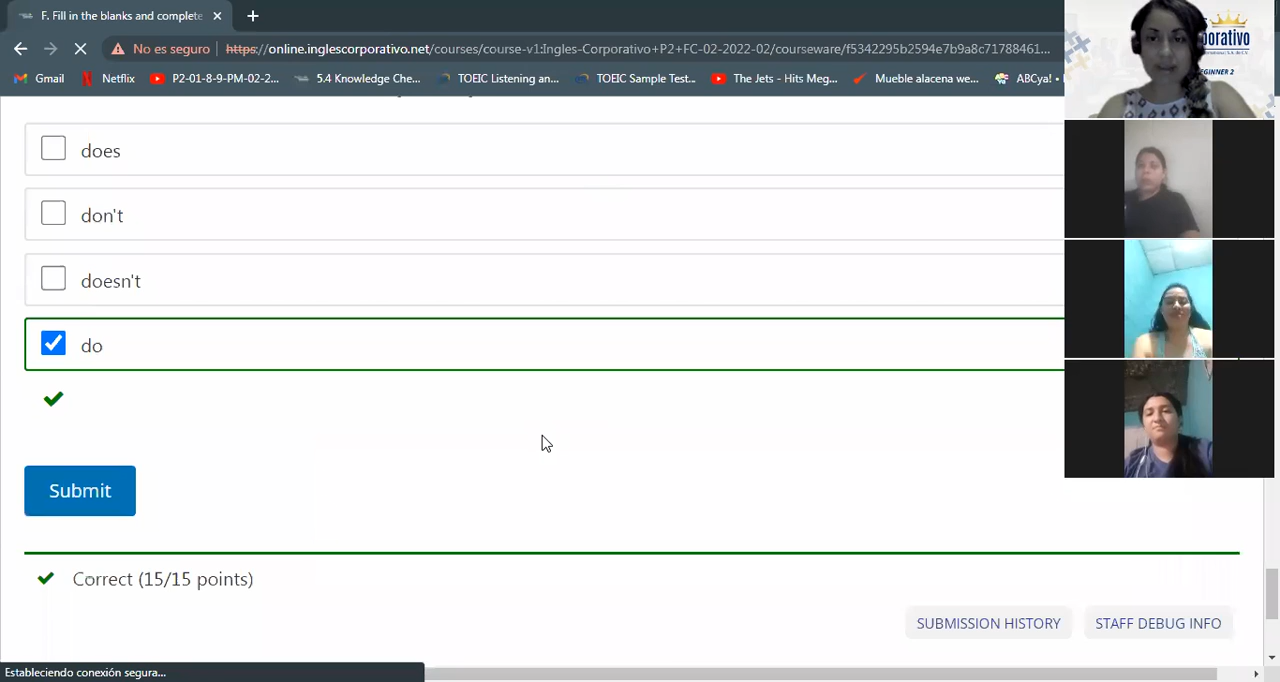 F. Fill in the blanks and complete
No es seguro https://online.inglescorporativo.net/courses/course-v1:Ingles-Corporativo+P2+FC-02-2022-02/courseware/f5342295b2594e7b9a8c71788461...
Gmail Netflix P2-01-8-9-PM-02-2... 5.4 Knowledge Che... TOEIC Listening an... TOEIC Sample Test... The Jets - Hits Meg... Mueble alacena we... ABCya! •
porativo
EGINNER 2
does
don't
doesn't
do
Submit
Correct (15/15 points)
SUBMISSION HISTORY STAFF DEBUG INFO
Estableciendo conexión segura...